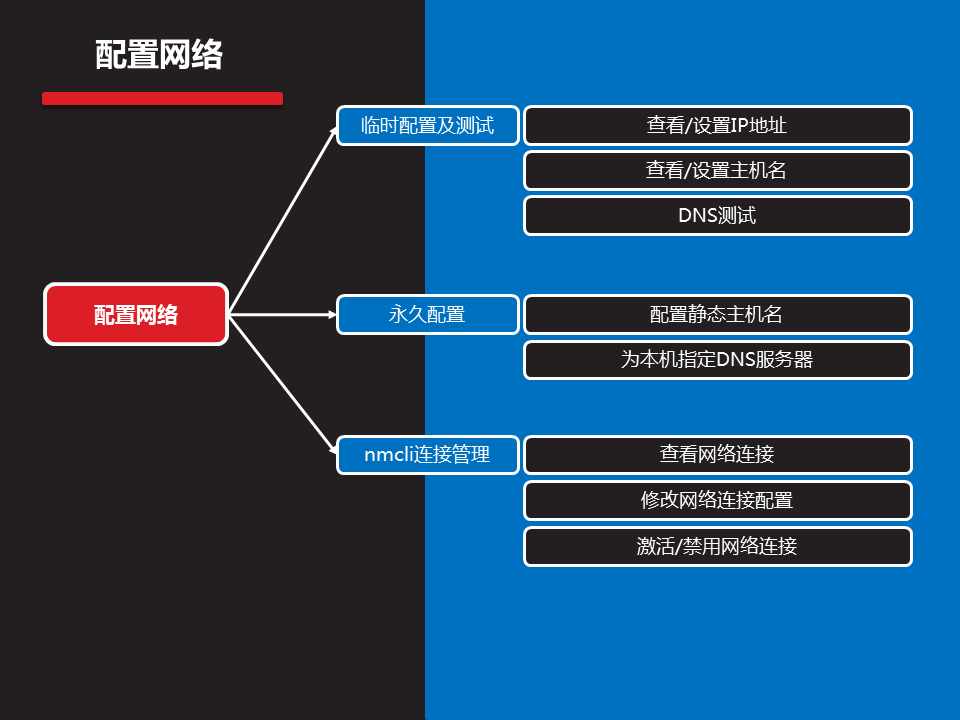 配置网络
临时配置及测试
查看/设置IP地址
查看/设置主机名
DNS测试
配置网络
永久配置
配置静态主机名
为本机指定DNS服务器
nmcli连接管理
查看网络连接
修改网络连接配置
激活/禁用网络连接